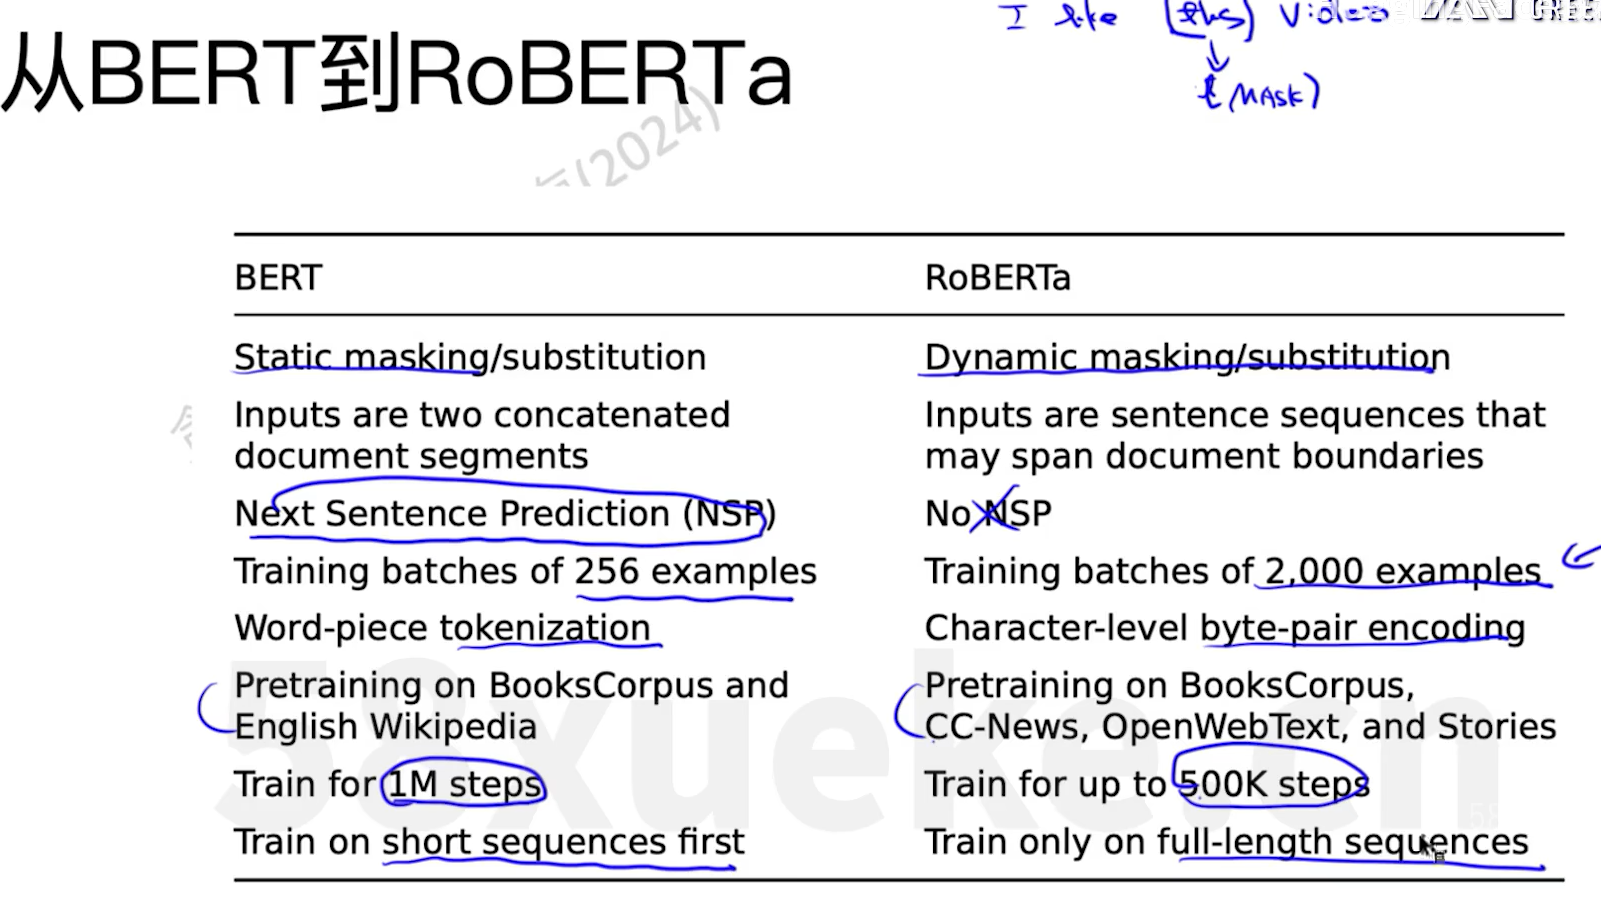 I like [this] video
从BERT到RoBERTa
[MASK]
(2024)
BERT RoBERTa
Static masking/substitution Dynamic masking/substitution
Inputs are two concatenated Inputs are sentence sequences that
document segments may span document boundaries
Next Sentence Prediction (NSP) No NSP
Training batches of 256 examples Training batches of 2,000 examples
Word-piece tokenization Character-level byte-pair encoding
Pretraining on BooksCorpus and Pretraining on BooksCorpus,
English Wikipedia CC-News, OpenWebText, and Stories
58xueke.cn
Train for 1M steps Train for up to 500K steps
Train on short sequences first Train only on full-length sequences